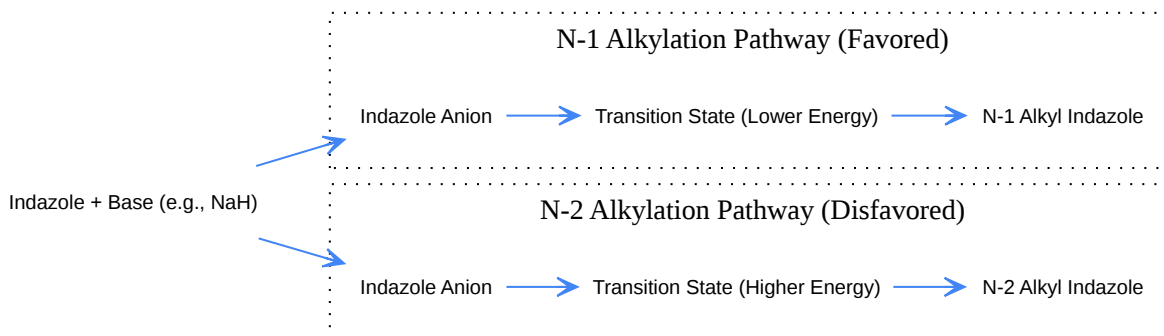 N-1 Alkylation Pathway (Favored)
Indazole Anion
Transition State (Lower Energy)
N-1 Alkyl Indazole
Indazole + Base (e.g., NaH)
N-2 Alkylation Pathway (Disfavored)
Indazole Anion
Transition State (Higher Energy)
N-2 Alkyl Indazole